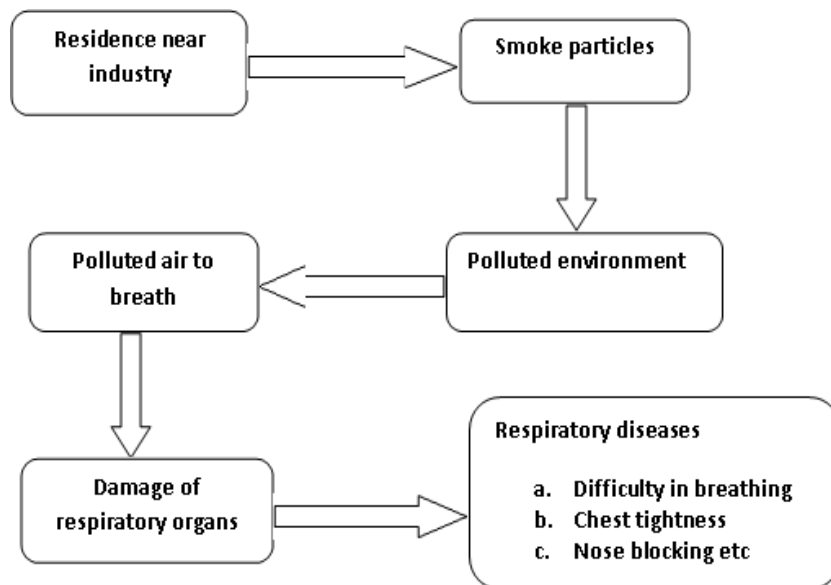 Residence near
industry
Smoke particles
Polluted environment
Polluted air to
breath
Damage of
respiratory organs
Respiratory diseases
a. Difficulty in breathing
b. Chest tightness
c. Nose blocking etc